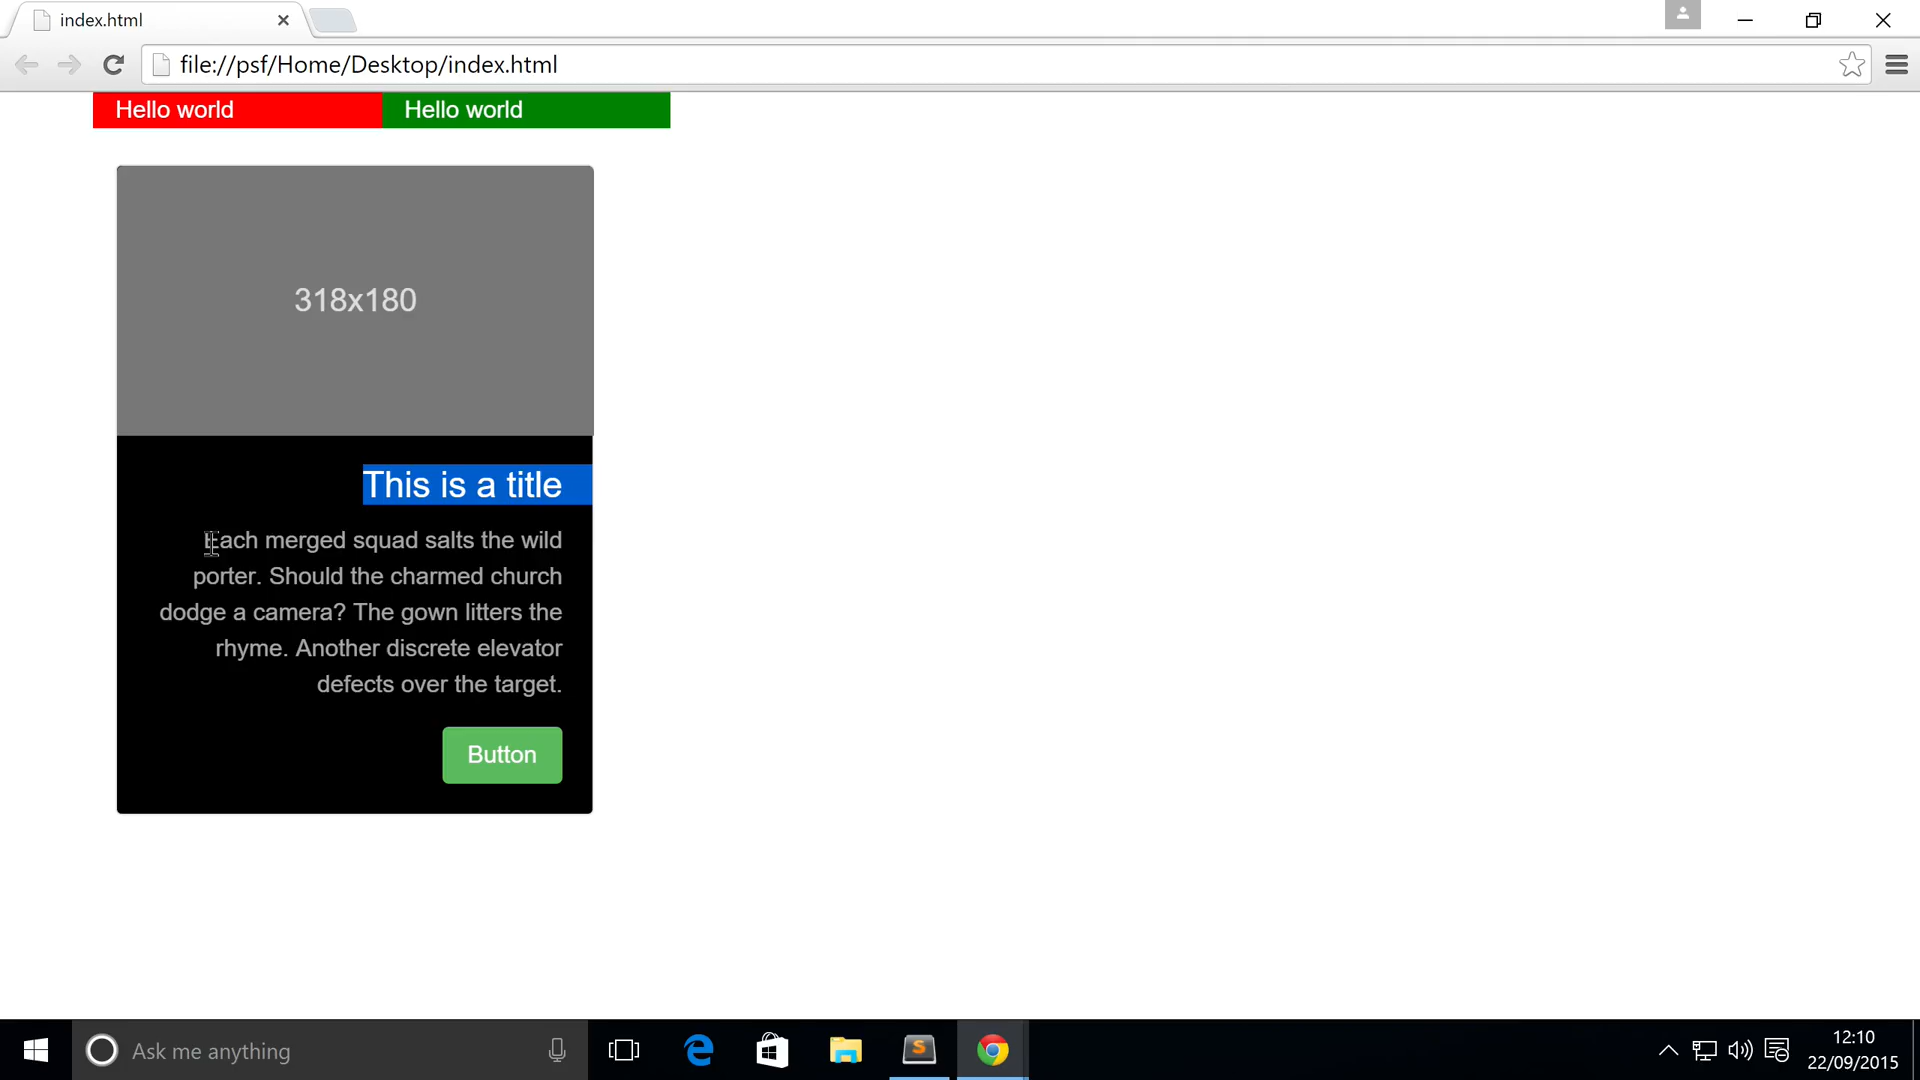 index.html
file://psf/Home/Desktop/index.html
Hello world
Hello world
318x180
This is a title
Each merged squad salts the wild
porter. Should the charmed church
dodge a camera? The gown litters the
rhyme. Another discrete elevator
defects over the target.
Button
Ask me anything
12:10
22/09/2015